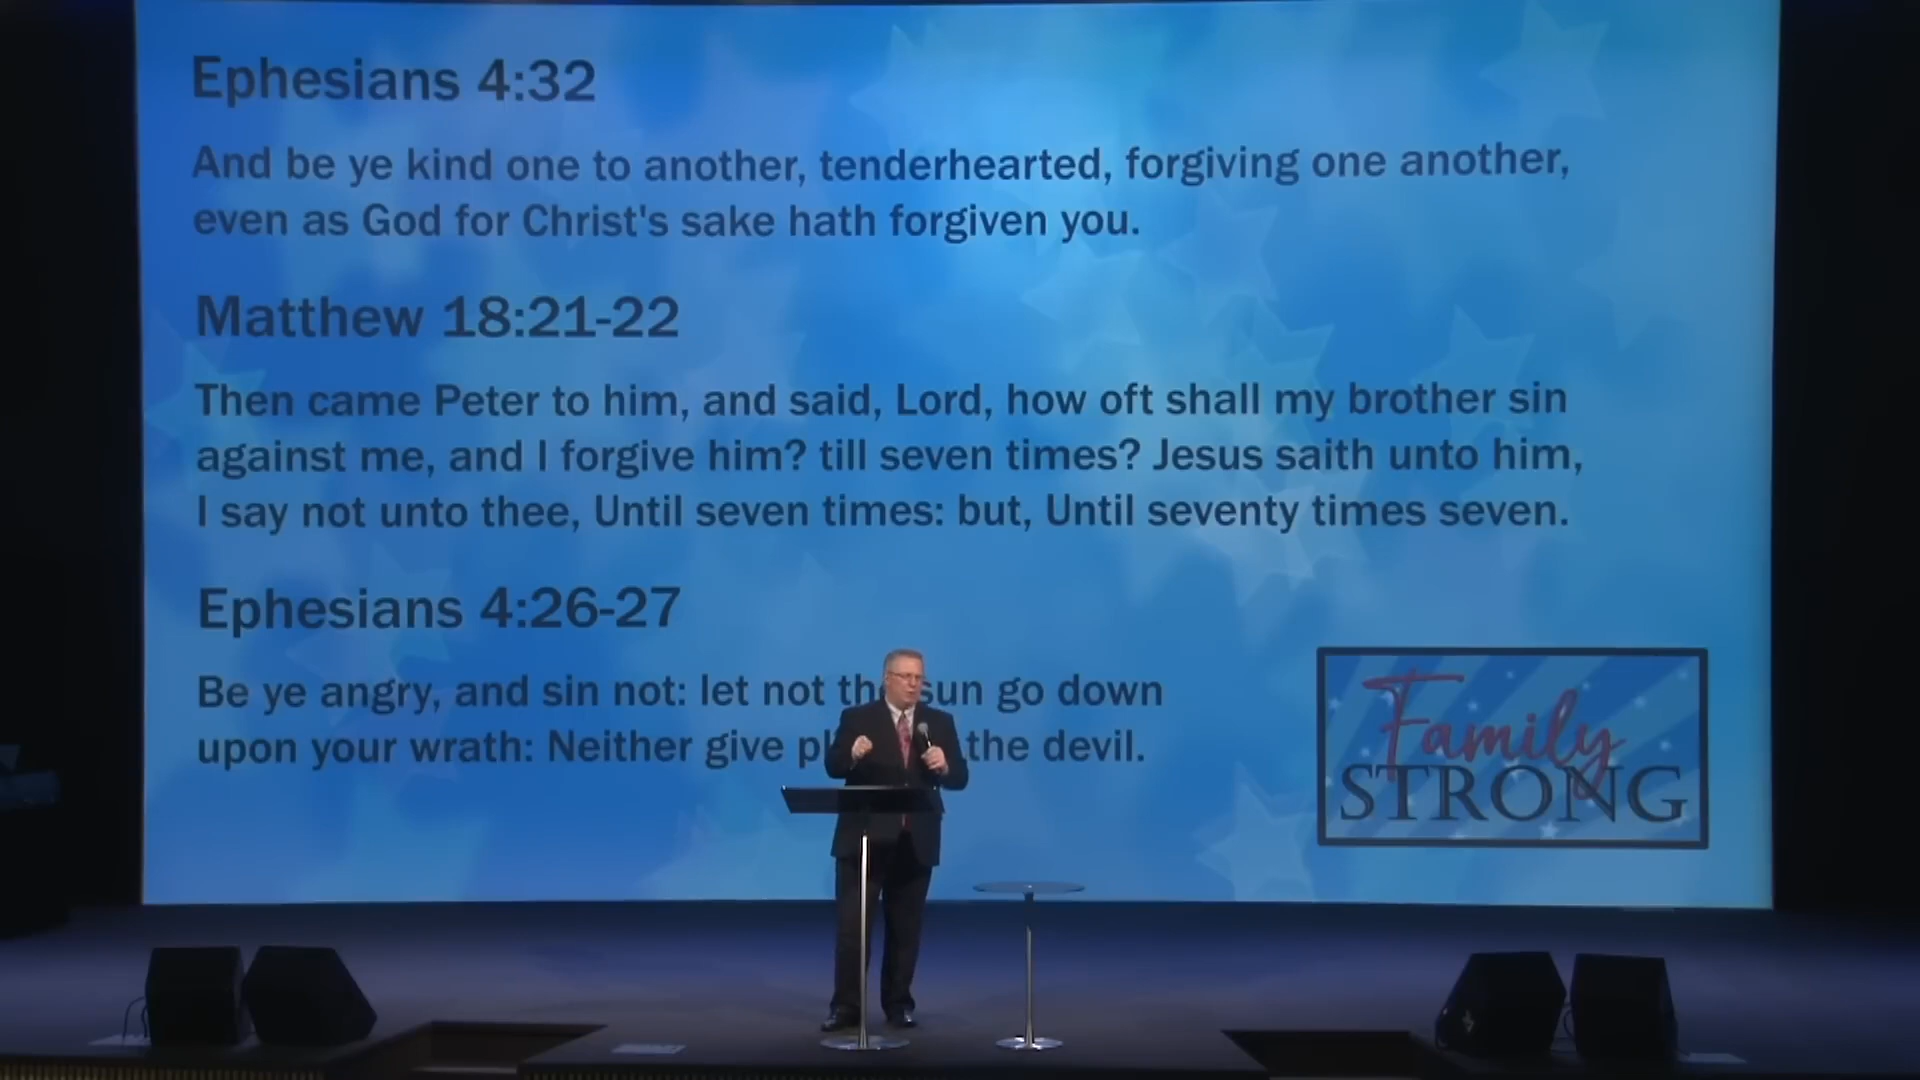 Ephesians 4:32
And be ye kind one to another, tenderhearted, forgiving one another,
even as God for Christ's sake hath forgiven you.
Matthew 18:21-22
Then came Peter to him, and said, Lord, how oft shall my brother sin
against me, and I forgive him? till seven times? Jesus saith unto him,
I say not unto thee, Until seven times: but, Until seventy times seven.
Ephesians 4:26-27
Be ye angry, and sin not: let not the sun go down
upon your wrath: Neither give the devil.
Family
STRONG